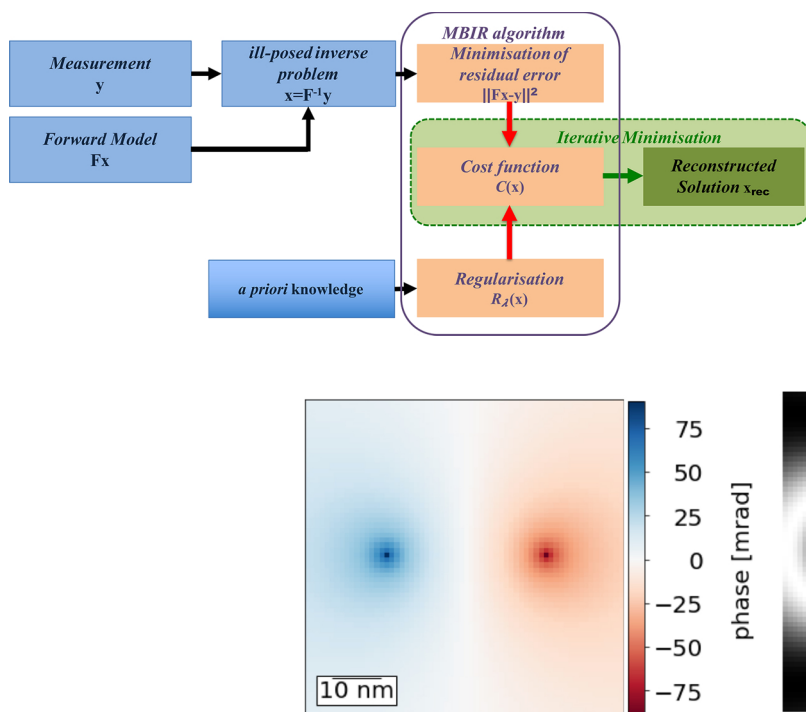 MBIR algorithm
Measurement
y
ill-posed inverse
problem
x=F⁻¹y
Minimisation of
residual error
||Fx-y||²
Forward Model
Fx
Iterative Minimisation
Cost function
C(x)
Reconstructed
Solution x_rec
a priori knowledge
Regularisation
R_λ(x)
75
50
25
0
−25
−50
−75
phase [mrad]
10 nm